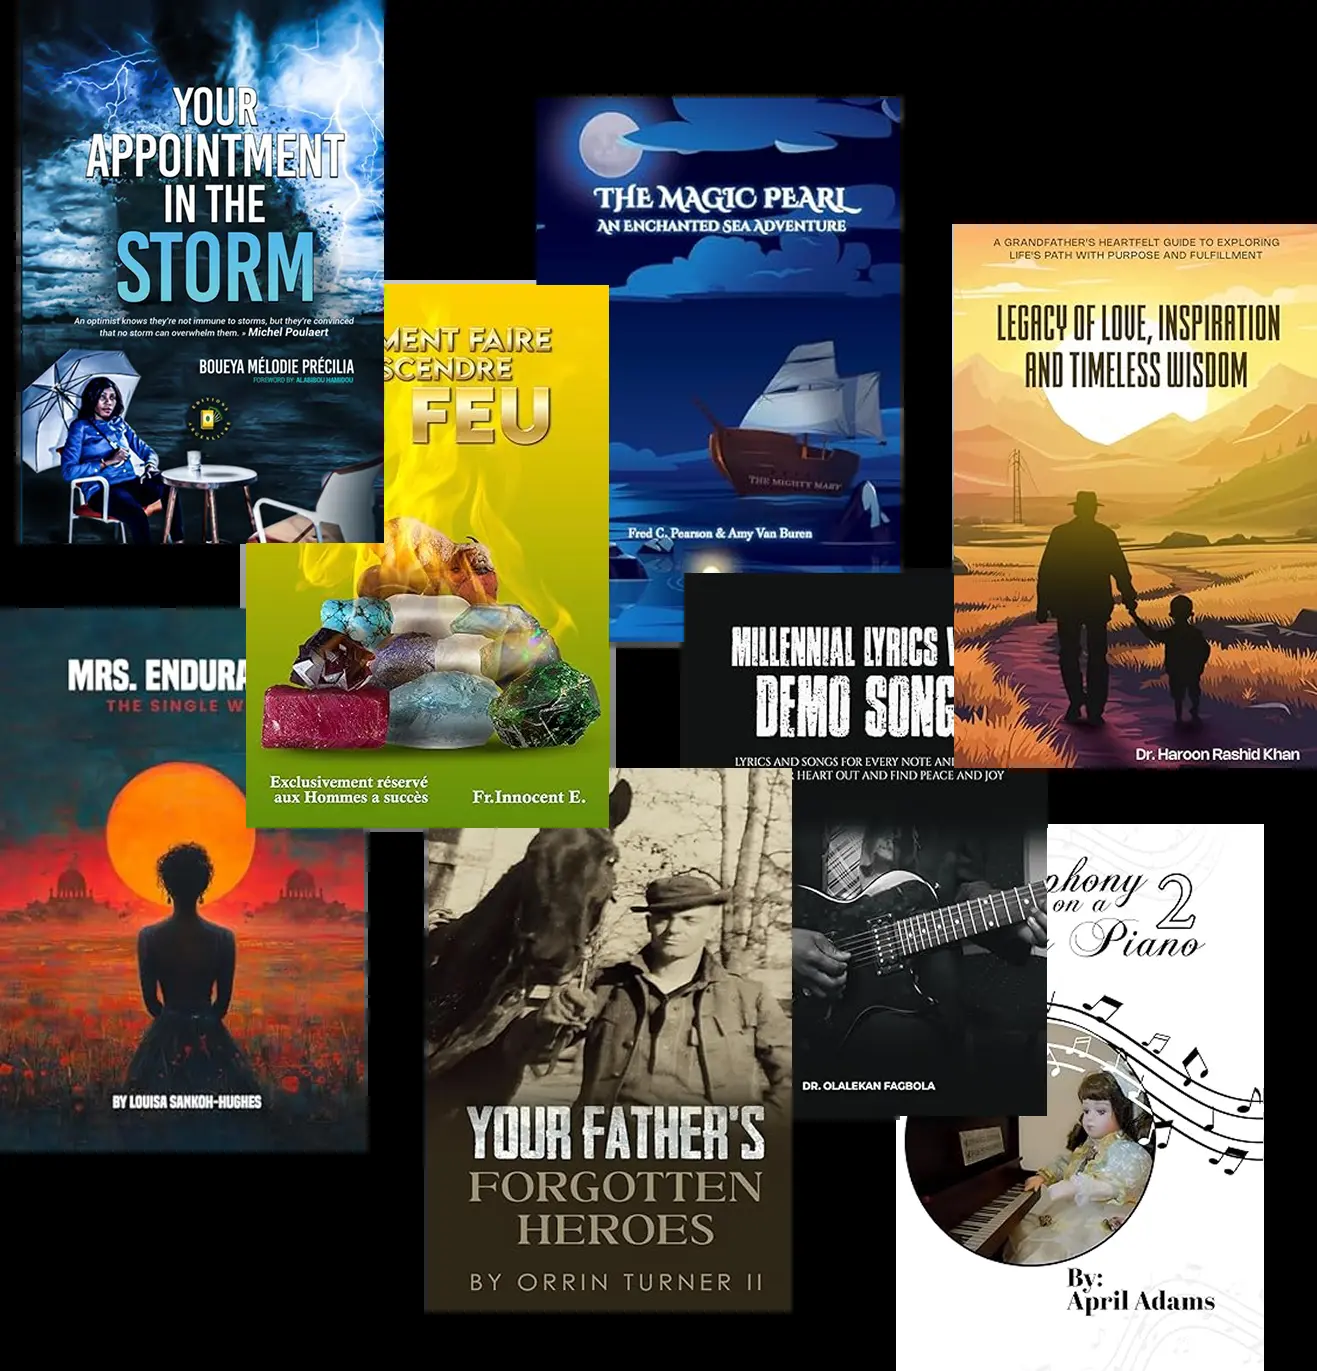 YOUR
APPOINTMENT
IN THE
STORM
An optimist knows they're not immune to storms, but they're convinced
that no storm can overwhelm them. » Michel Poulaert
BOUEYA MÉLODIE PRÉCILIA
FOREWORD BY: ALABIBOU HAMIDOU
THE MAGIC PEARL
AN ENCHANTED SEA ADVENTURE
THE MIGHTY MARY
Fred C. Pearson & Amy Van Buren
A GRANDFATHER'S HEARTFELT GUIDE TO EXPLORING
LIFE'S PATH WITH PURPOSE AND FULFILLMENT
LEGACY OF LOVE, INSPIRATION
AND TIMELESS WISDOM
Dr. Haroon Rashid Khan
MENT FAIRE
SCENDRE
FEU
Exclusivement réservé
aux Hommes a succès
Fr.Innocent E.
MRS. ENDURA
THE SINGLE W
BY LOUISA SANKOH-HUGHES
MILLENNIAL LYRICS
DEMO SONG
LYRICS AND SONGS FOR EVERY NOTE AN
HEART OUT AND FIND PEACE AND JOY
DR. OLALEKAN FAGBOLA
YOUR FATHER'S
FORGOTTEN
HEROES
BY ORRIN TURNER II
phony 2
on a
Piano
By:
April Adams